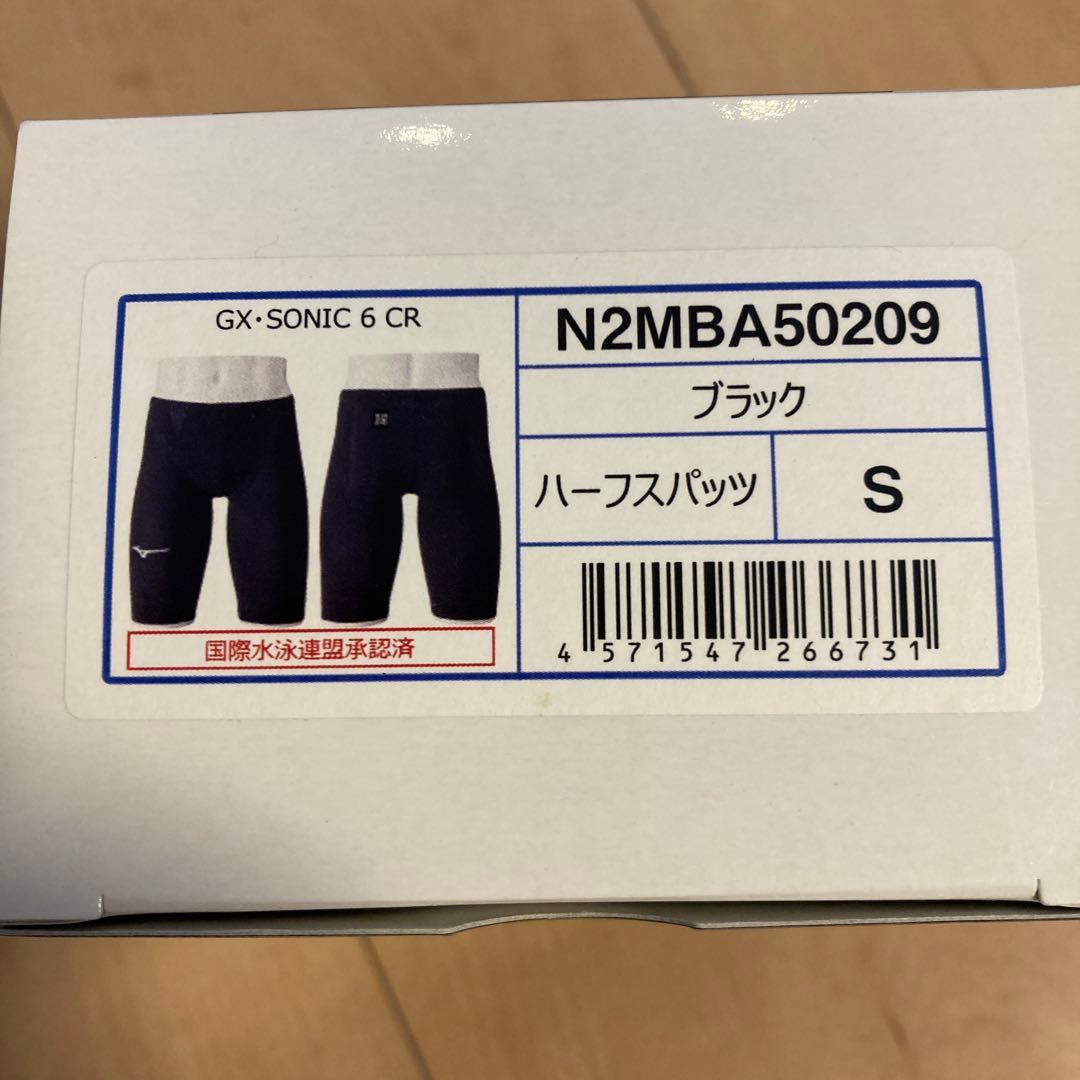 GX・SONIC 6 CR
N2MBA50209
ブラック
ハーフスパッツ
S
国際水泳連盟承認済
4 571547 266731